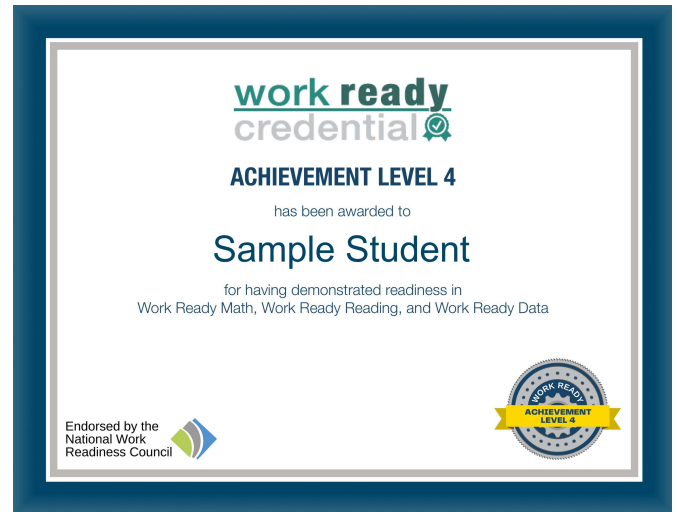 work ready
credential
ACHIEVEMENT LEVEL 4
has been awarded to
Sample Student
for having demonstrated readiness in
Work Ready Math, Work Ready Reading, and Work Ready Data
WORK READY
ACHIEVEMENT
LEVEL 4
Endorsed by the
National Work
Readiness Council